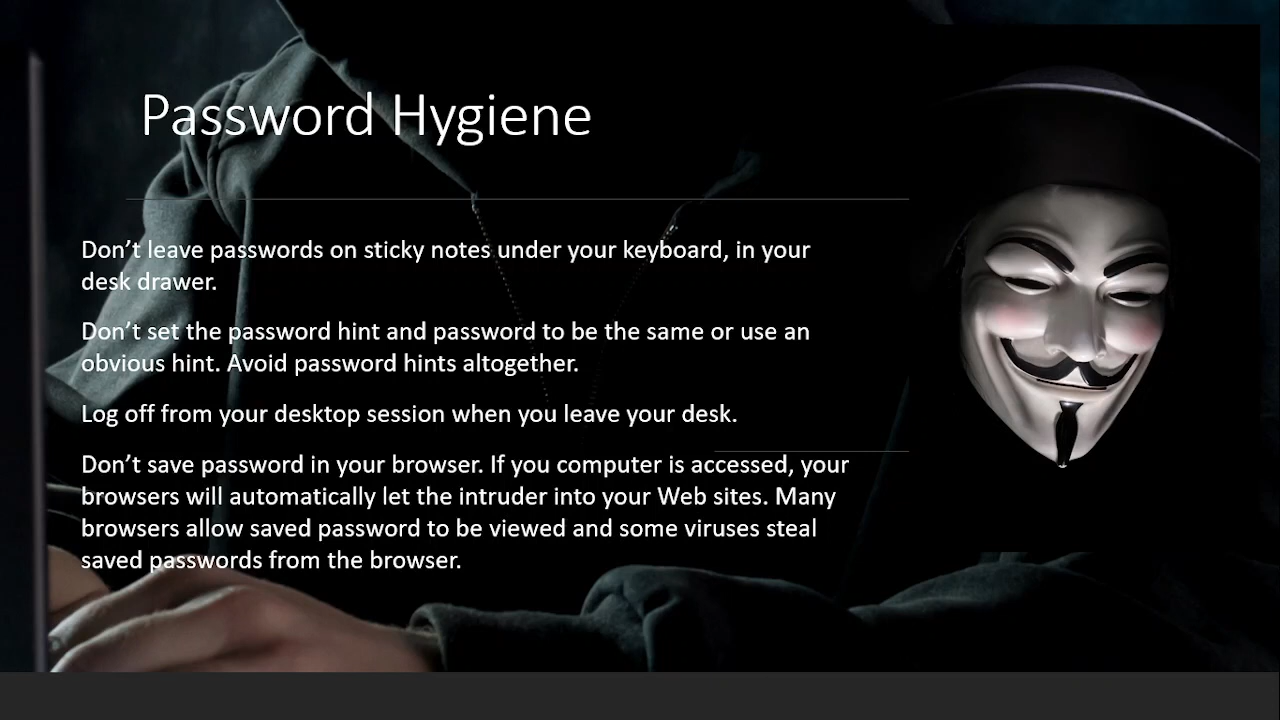 Password Hygiene
Don’t leave passwords on sticky notes under your keyboard, in your
desk drawer.
Don’t set the password hint and password to be the same or use an
obvious hint. Avoid password hints altogether.
Log off from your desktop session when you leave your desk.
Don’t save password in your browser. If you computer is accessed, your
browsers will automatically let the intruder into your Web sites. Many
browsers allow saved password to be viewed and some viruses steal
saved passwords from the browser.